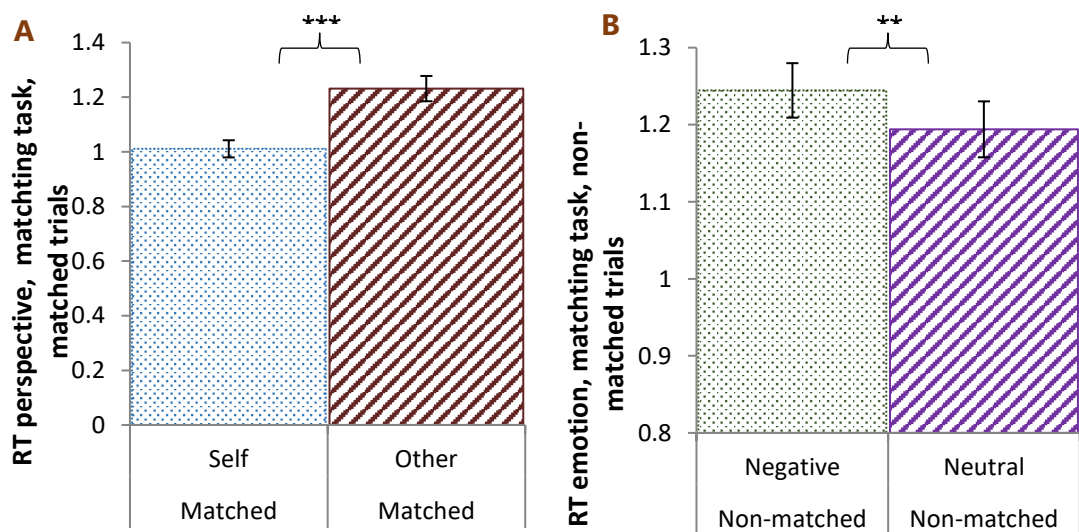 A
***
RT perspective, matchting task,
matched trials
1.4
1.2
1
0.8
0.6
0.4
0.2
0
Self
Other
Matched
Matched
B
**
RT emotion, matchting task, non-
matched trials
1.3
1.2
1.1
1
0.9
0.8
Negative
Neutral
Non-matched
Non-matched